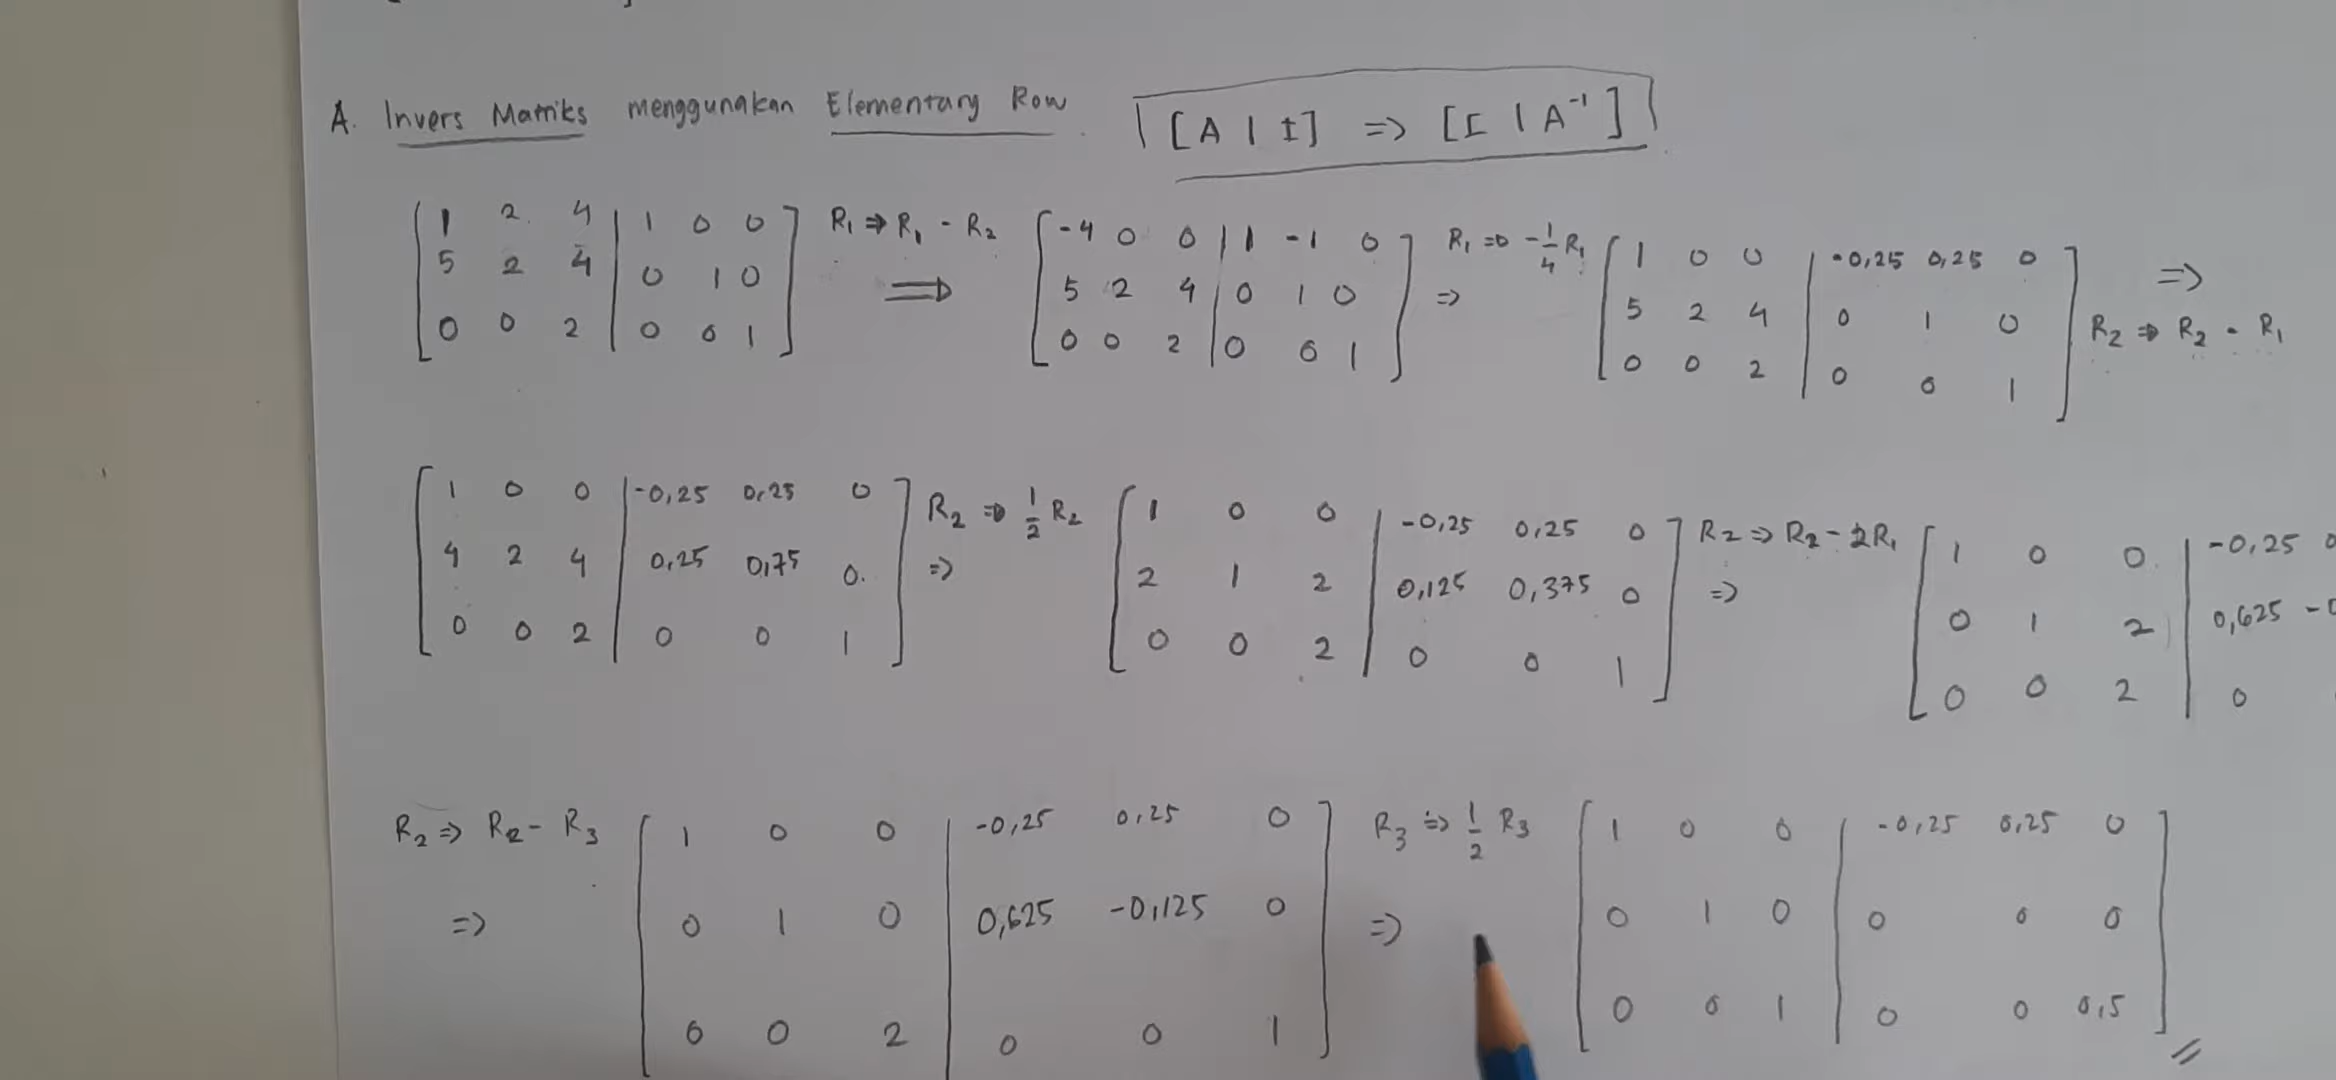 A. Invers Matriks menggunakan Elementary Row. [A | I] => [I | A⁻¹]
1 2 4 | 1 0 0 R₁ => R₁ - R₂ -4 0 0 | 1 -1 0 R₁ => -1/4 R₁ 1 0 0 | -0,25 0,25 0 =>
5 2 4 | 0 1 0 => 5 2 4 | 0 1 0 => 5 2 4 | 0 1 0 R₂ => R₂ - R₁
0 0 2 | 0 0 1 0 0 2 | 0 0 1 0 0 2 | 0 0 1
1 0 0 | -0,25 0,25 0 R₂ => 1/2 R₂ 1 0 0 | -0,25 0,25 0 R₂ => R₂ - 2R₁ 1 0 0 | -0,25
4 2 4 | 0,25 0,75 0 => 2 1 2 | 0,125 0,375 0 => 0 1 2 | 0,625
0 0 2 | 0 0 1 0 0 2 | 0 0 1 0 0 2 | 0
R₂ => R₂ - R₃ 1 0 0 | -0,25 0,25 0 R₃ => 1/2 R₃ 1 0 0 | -0,25 0,25 0
=> 0 1 0 | 0,625 -0,125 0 => 0 1 0 | 0 0 0
0 0 2 | 0 0 1 0 0 1 | 0 0 0,5